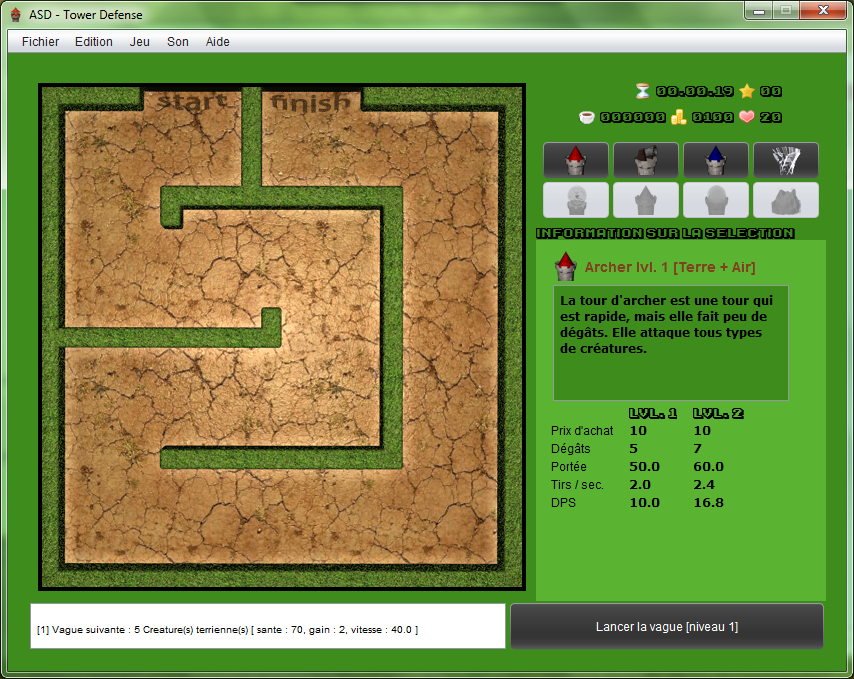 ASD - Tower Defense
Fichier Edition Jeu Son Aide
start finish
00.00.19 00
000000 0100 20
INFORMATION SUR LA SELECTION
Archer lvl. 1 [Terre + Air]
La tour d'archer est une tour qui
est rapide, mais elle fait peu de
dégâts. Elle attaque tous types
de créatures.
LVL. 1 LVL. 2
Prix d'achat 10 10
Dégâts 5 7
Portée 50.0 60.0
Tirs / sec. 2.0 2.4
DPS 10.0 16.8
[1] Vague suivante : 5 Creature(s) terrienne(s) [ sante : 70, gain : 2, vitesse : 40.0 ]
Lancer la vague [niveau 1]